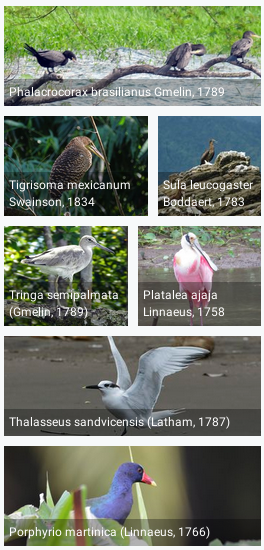 Phalacrocorax brasilianus Gmelin, 1789
Tigrisoma mexicanum
Swainson, 1834
Sula leucogaster
Boddaert, 1783
Tringa semipalmata
(Gmelin, 1789)
Platalea ajaja
Linnaeus, 1758
Thalasseus sandvicensis (Latham, 1787)
Porphyrio martinica (Linnaeus, 1766)